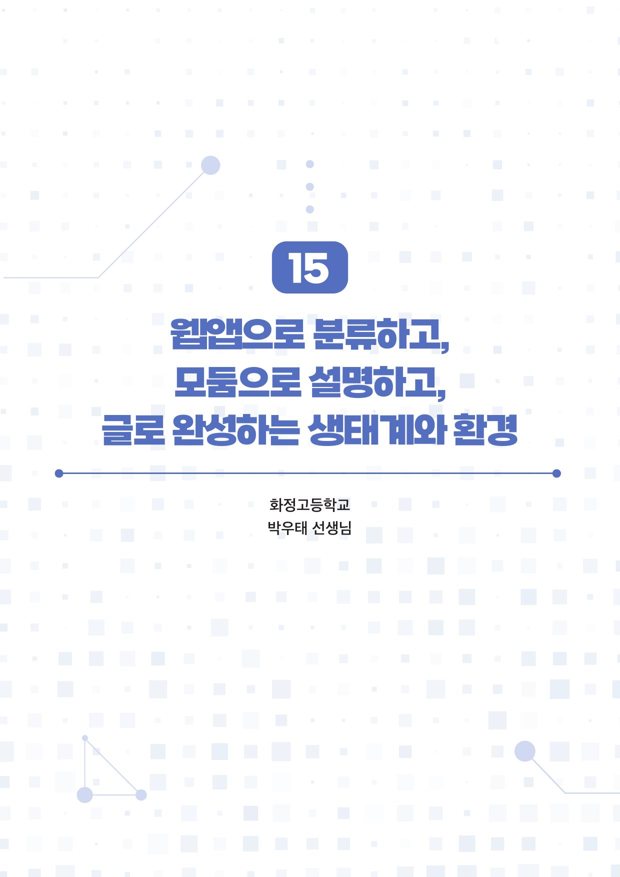 15
웹앱으로 분류하고,
모둠으로 설명하고,
글로 완성하는 생태계와 환경
화정고등학교
박우태 선생님